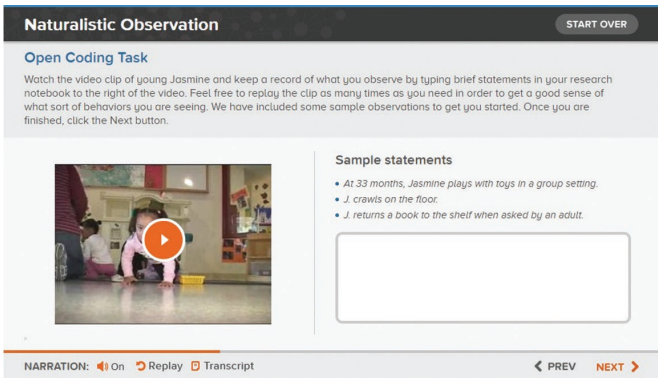 Naturalistic Observation
START OVER
Open Coding Task
Watch the video clip of young Jasmine and keep a record of what you observe by typing brief statements in your research
notebook to the right of the video. Feel free to replay the clip as many times as you need in order to get a good sense of
what sort of behaviors you are seeing. We have included some sample observations to get you started. Once you are
finished, click the Next button.
Sample statements
• At 33 months, Jasmine plays with toys in a group setting.
• J. crawls on the floor.
• J. returns a book to the shelf when asked by an adult.
NARRATION: On Replay Transcript
PREV NEXT